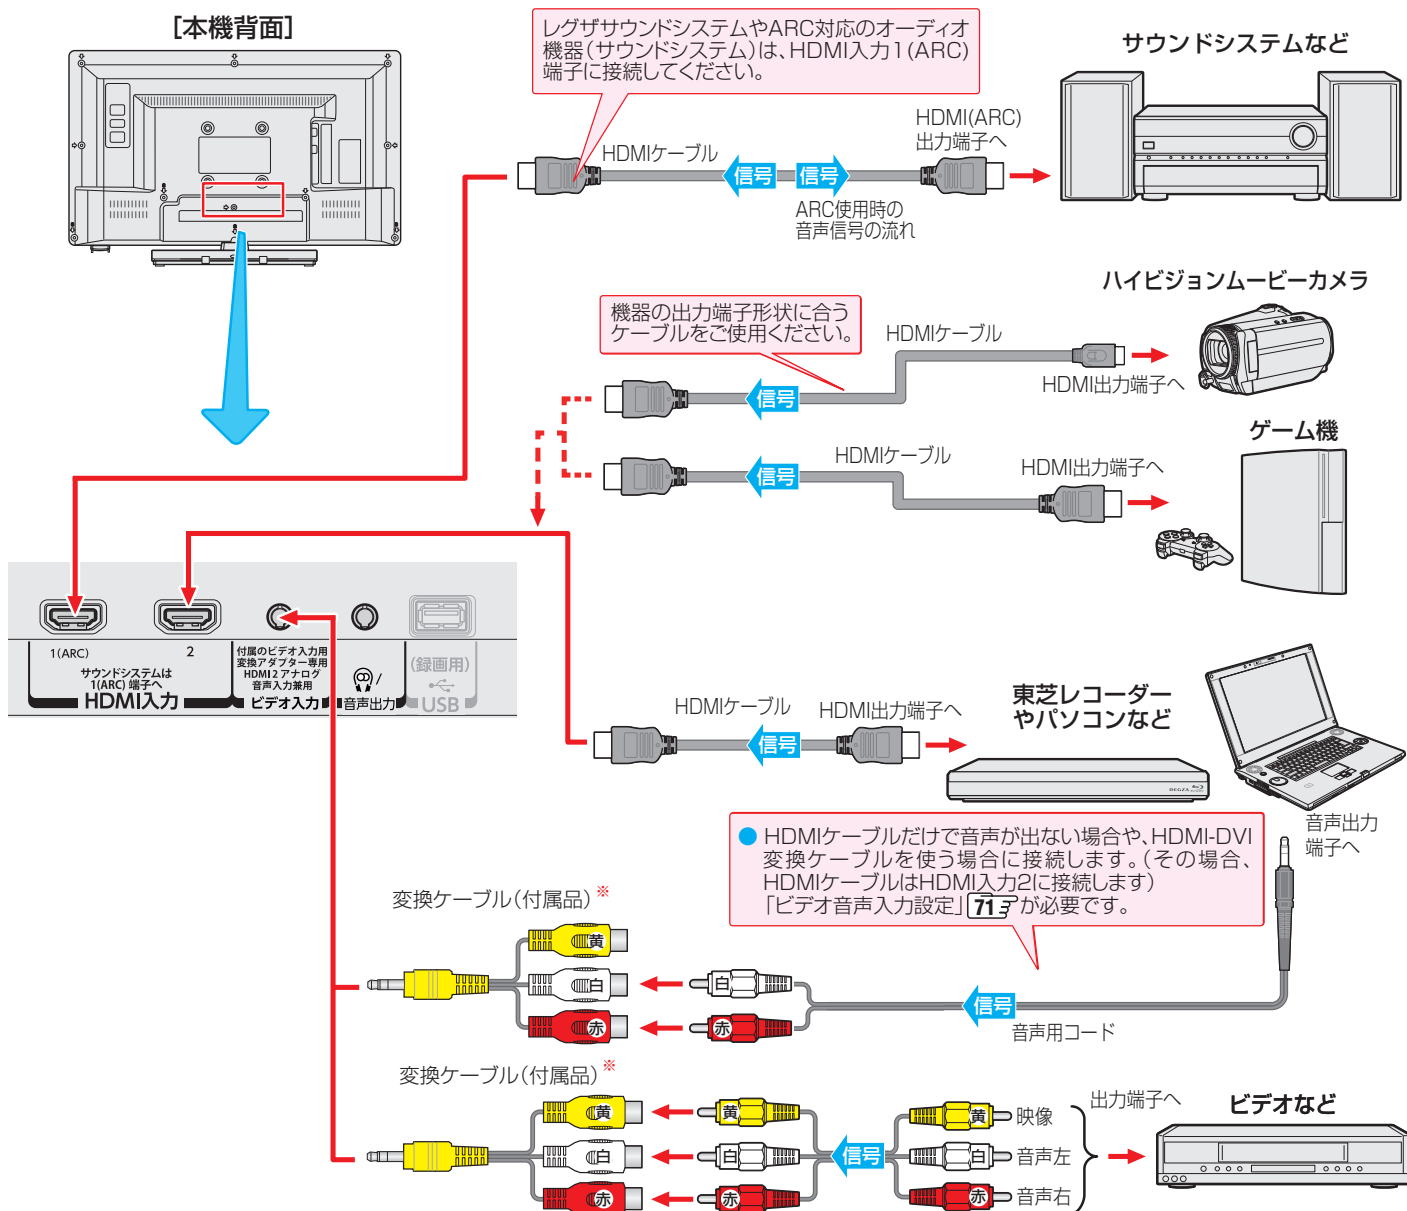 [本機背面]
レグザサウンドシステムやARC対応のオーディオ
機器(サウンドシステム)は、HDMI入力1(ARC)
端子に接続してください。
サウンドシステムなど
HDMIケーブル
信号
信号
HDMI(ARC)
出力端子へ
ARC使用時の
音声信号の流れ
ハイビジョンムービーカメラ
機器の出力端子形状に合う
ケーブルをご使用ください。
HDMIケーブル
信号
HDMI出力端子へ
ゲーム機
HDMIケーブル
信号
HDMI出力端子へ
1(ARC)
2
サウンドシステムは
1(ARC) 端子へ
HDMI入力
付属のビデオ入力用
変換アダプター専用
HDMI2アナログ
音声入力兼用
ビデオ入力
/
音声出力
(録画用)
USB
東芝レコーダー
やパソコンなど
HDMIケーブル
信号
HDMI出力端子へ
REGZA
音声出力
端子へ
● HDMIケーブルだけで音声が出ない場合や、HDMI-DVI
変換ケーブルを使う場合に接続します。(その場合、
HDMIケーブルはHDMI入力2に接続します)
「ビデオ音声入力設定」71が必要です。
変換ケーブル(付属品)※
黄
白
白
赤
赤
信号
音声用コード
変換ケーブル(付属品)※
黄
黄
黄
映像
白
白
信号
白
音声左
赤
赤
赤
音声右
出力端子へ
ビデオなど